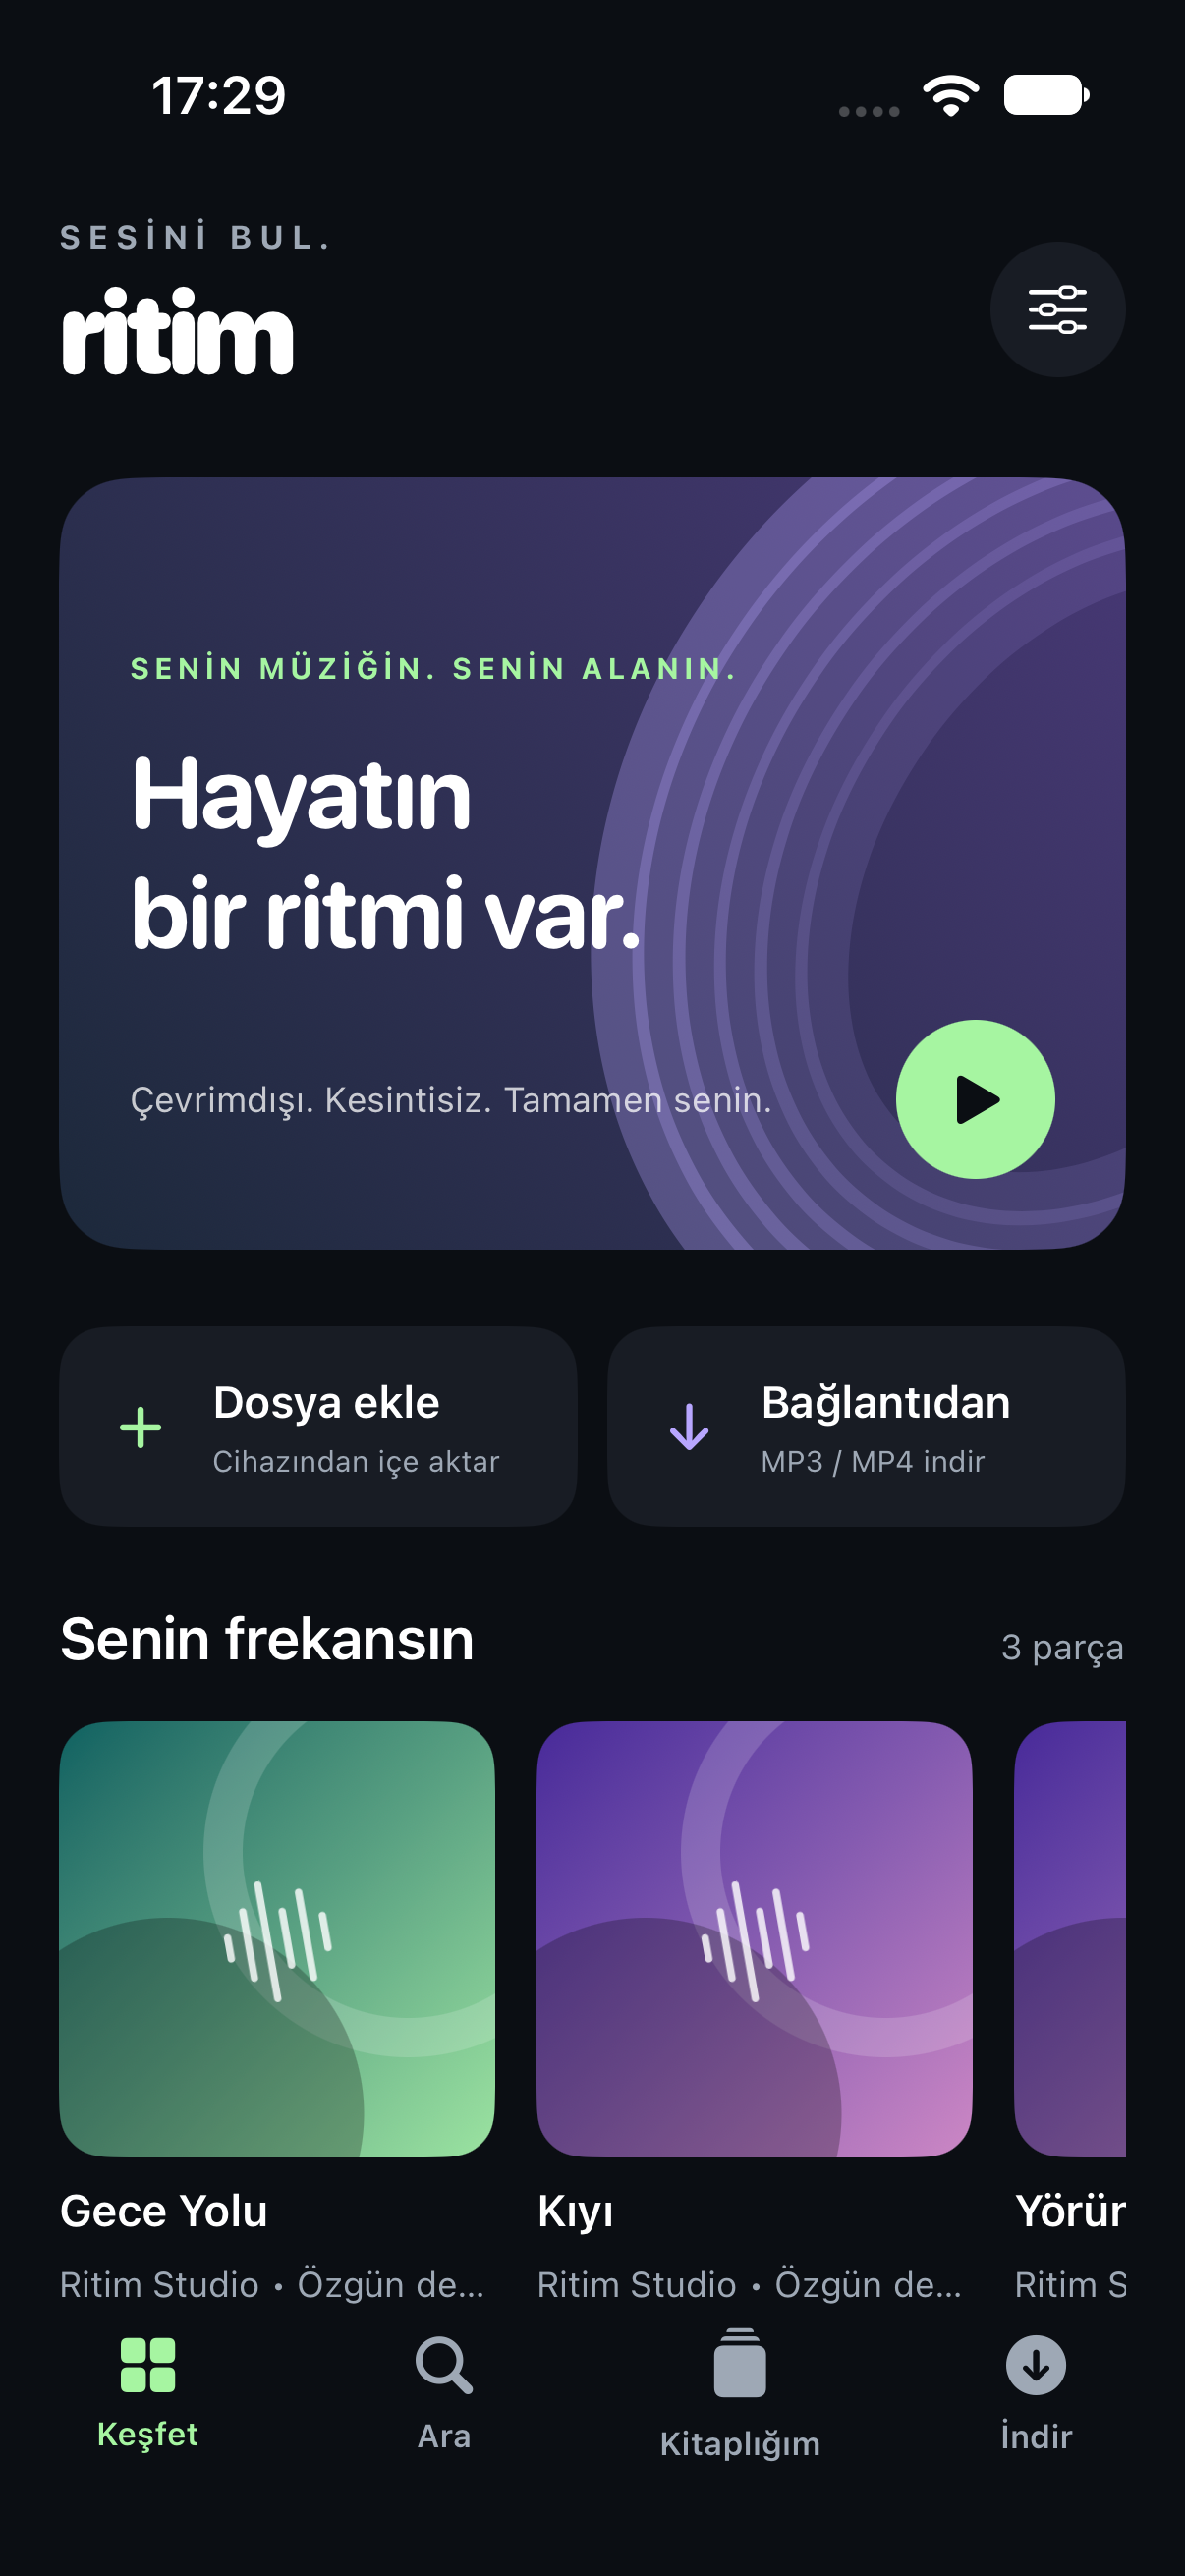 17:29
SESİNİ BUL.
ritim
SENİN MÜZİĞİN. SENİN ALANIN.
Hayatın
bir ritmi var.
Çevrimdışı. Kesintisiz. Tamamen senin.
Dosya ekle
Cihazından içe aktar
Bağlantıdan
MP3 / MP4 indir
Senin frekansın
3 parça
Gece Yolu
Ritim Studio • Özgün de...
Kıyı
Ritim Studio • Özgün de...
Yörün
Ritim S
Keşfet
Ara
Kitaplığım
İndir